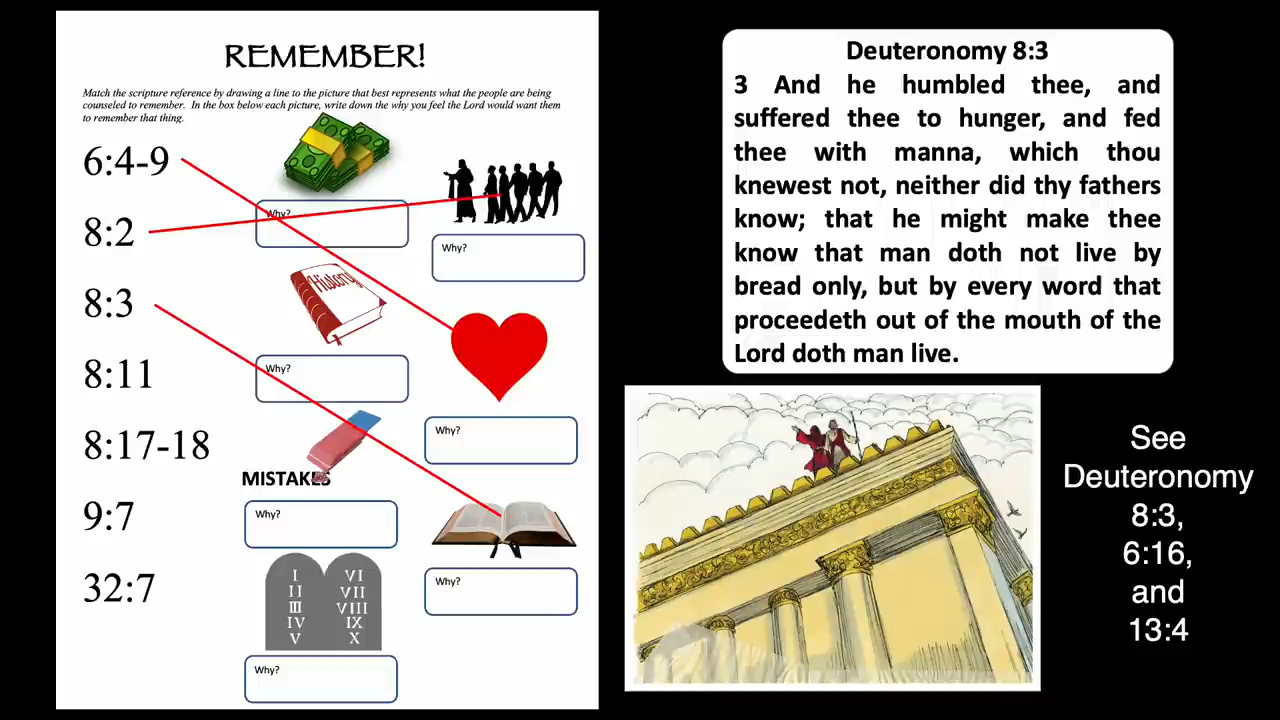 REMEMBER!
Match the scripture reference by drawing a line to the picture that best represents what the people are being
counseled to remember. In the box below each picture, write down the why you feel the Lord would want them
to remember that thing.
6:4-9
8:2
8:3
8:11
8:17-18
9:7
32:7
Why?
Why?
History
Why?
Why?
MISTAKES
Why?
Why?
I VI
II VII
III VIII
IV IX
V X
Why?
Deuteronomy 8:3
3 And he humbled thee, and
suffered thee to hunger, and fed
thee with manna, which thou
knewest not, neither did thy fathers
know; that he might make thee
know that man doth not live by
bread only, but by every word that
proceedeth out of the mouth of the
Lord doth man live.
See
Deuteronomy
8:3,
6:16,
and
13:4